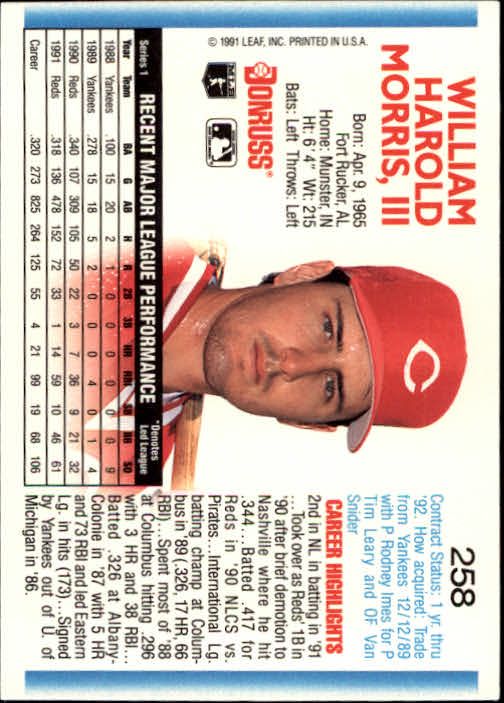 WILLIAM
HAROLD
MORRIS, III
Born: Apr. 9, 1965
Fort Rucker, AL
Home: Munster, IN
Ht: 6' 4" Wt: 215
Bats: Left Throws: Left
DONRUSS®
© 1991 LEAF, INC. PRINTED IN U.S.A.
C
258
Contract Status: 1 yr. thru
'92. How acquired: Trade
from Yankees 12/12/89
with P Rodney Imes for P
Tim Leary and OF Van
Snider
CAREER HIGHLIGHTS
2nd in NL in batting in '91
...Took over as Reds' 1B in
'90 after brief demotion to
Nashville where he hit
.344...Batted .417 for
Reds in '90 NLCS vs.
Pirates...International Lg.
batting champ at Colum-
bus in '89 (.326, 17 HR, 66
RBI)...Spent most of '88
at Columbus hitting .296
with 3 HR and 38 RBI...
Batted .326 at Albany-
Colonie in '87 with 5 HR
and 73 RBI and led Eastern
Lg. in hits (173)...Signed
by Yankees out of U. of
Michigan in '86.
Series 1 RECENT MAJOR LEAGUE PERFORMANCE *Denotes Led League
Year Team BA G AB H R 2B 3B HR RBI SB BB SO
1988 Yankees .100 15 20 2 1 0 0 0 0 0 0 9
1989 Yankees .278 15 18 5 2 0 0 0 4 0 1 4
1990 Reds .340 107 309 105 50 22 3 7 36 9 21 32
1991 Reds .318 136 478 152 72 33 1 14 59 10 46 61
Career .320 273 825 264 125 55 4 21 99 19 68 106